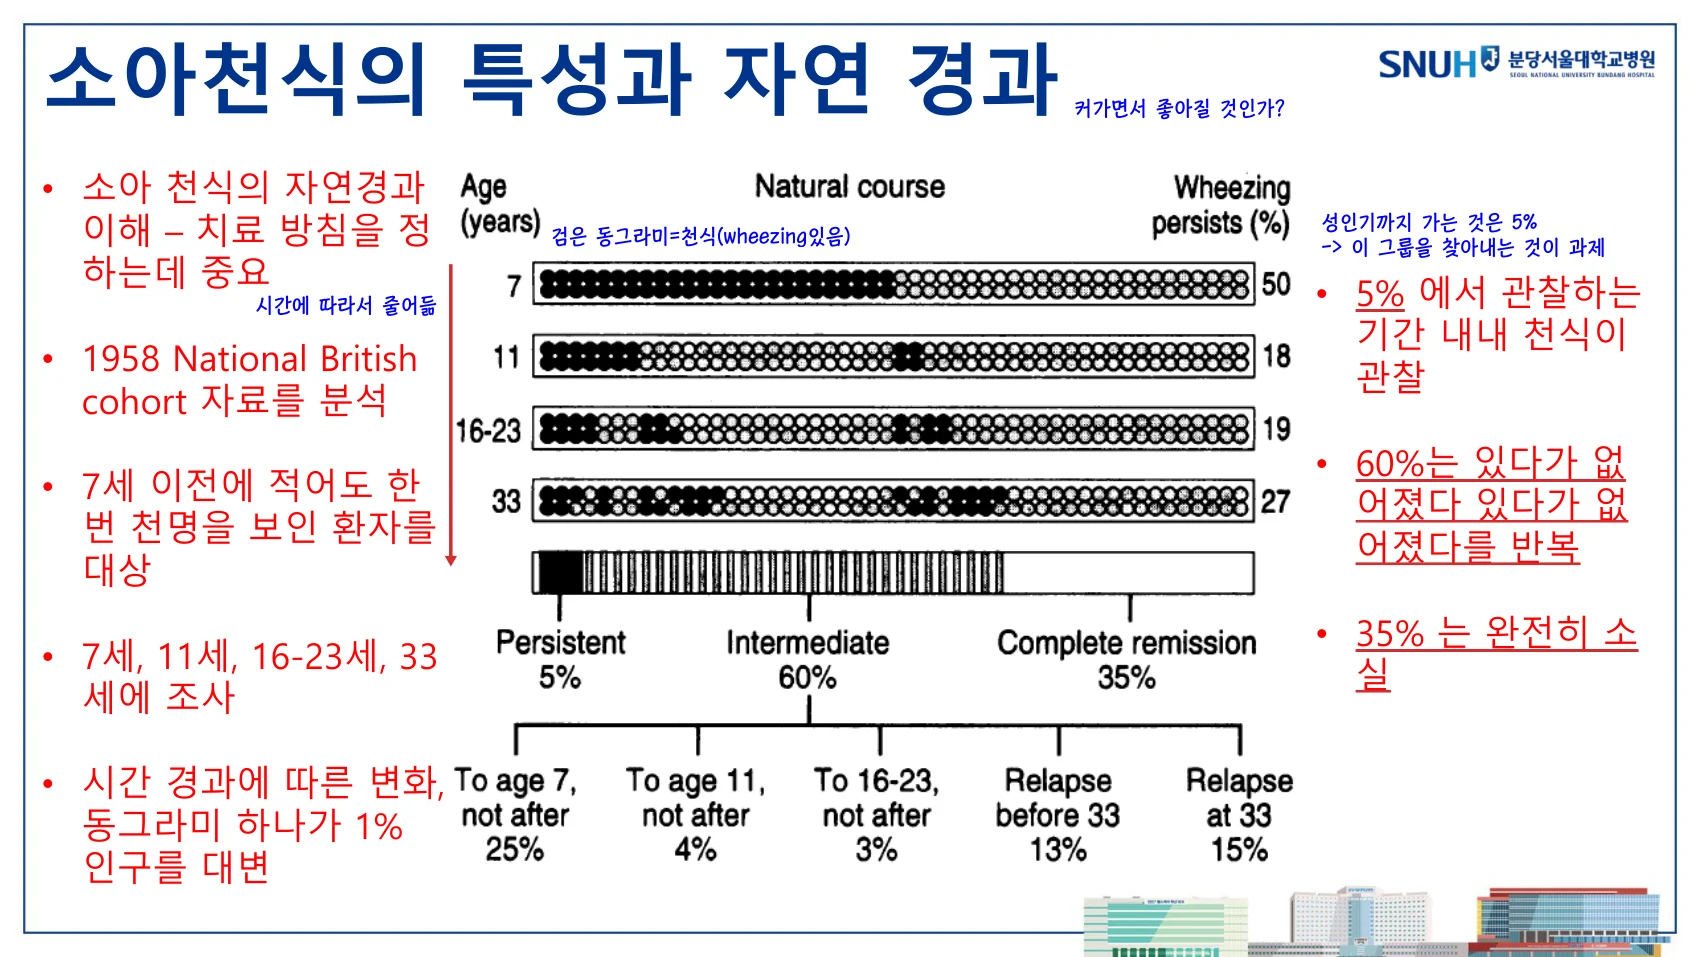 소아천식의 특성과 자연 경과
커가면서 좋아질 것인가?
SNUH 분당서울대학교병원
SEOUL NATIONAL UNIVERSITY BUNDANG HOSPITAL
• 소아 천식의 자연경과
이해 – 치료 방침을 정
하는데 중요
시간에 따라서 줄어듦
• 1958 National British
cohort 자료를 분석
• 7세 이전에 적어도 한
번 천명을 보인 환자를
대상
• 7세, 11세, 16-23세, 33
세에 조사
• 시간 경과에 따른 변화,
동그라미 하나가 1%
인구를 대변
Age
(years)
Natural course
Wheezing
persists (%)
검은 동그라미=천식(wheezing있음)
7 50
11 18
16-23 19
33 27
Persistent
5%
Intermediate
60%
Complete remission
35%
To age 7,
not after
25%
To age 11,
not after
4%
To 16-23,
not after
3%
Relapse
before 33
13%
Relapse
at 33
15%
성인기까지 가는 것은 5%
-> 이 그룹을 찾아내는 것이 과제
• 5% 에서 관찰하는
기간 내내 천식이
관찰
• 60%는 있다가 없
어졌다 있다가 없
어졌다를 반복
• 35% 는 완전히 소
실